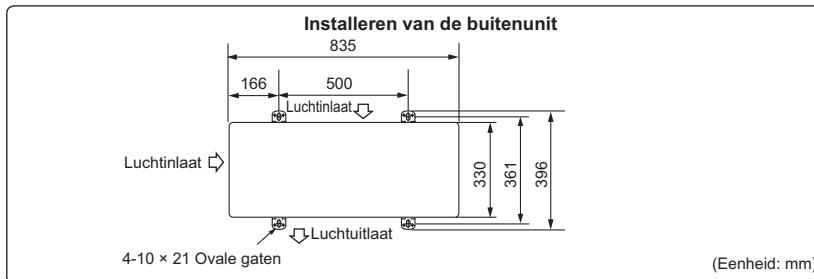 Installeren van de buitenunit
835
166
500
Luchtinlaat
Luchtinlaat
330
361
396
Luchtuitlaat
4-10 × 21 Ovale gaten
(Eenheid: mm)